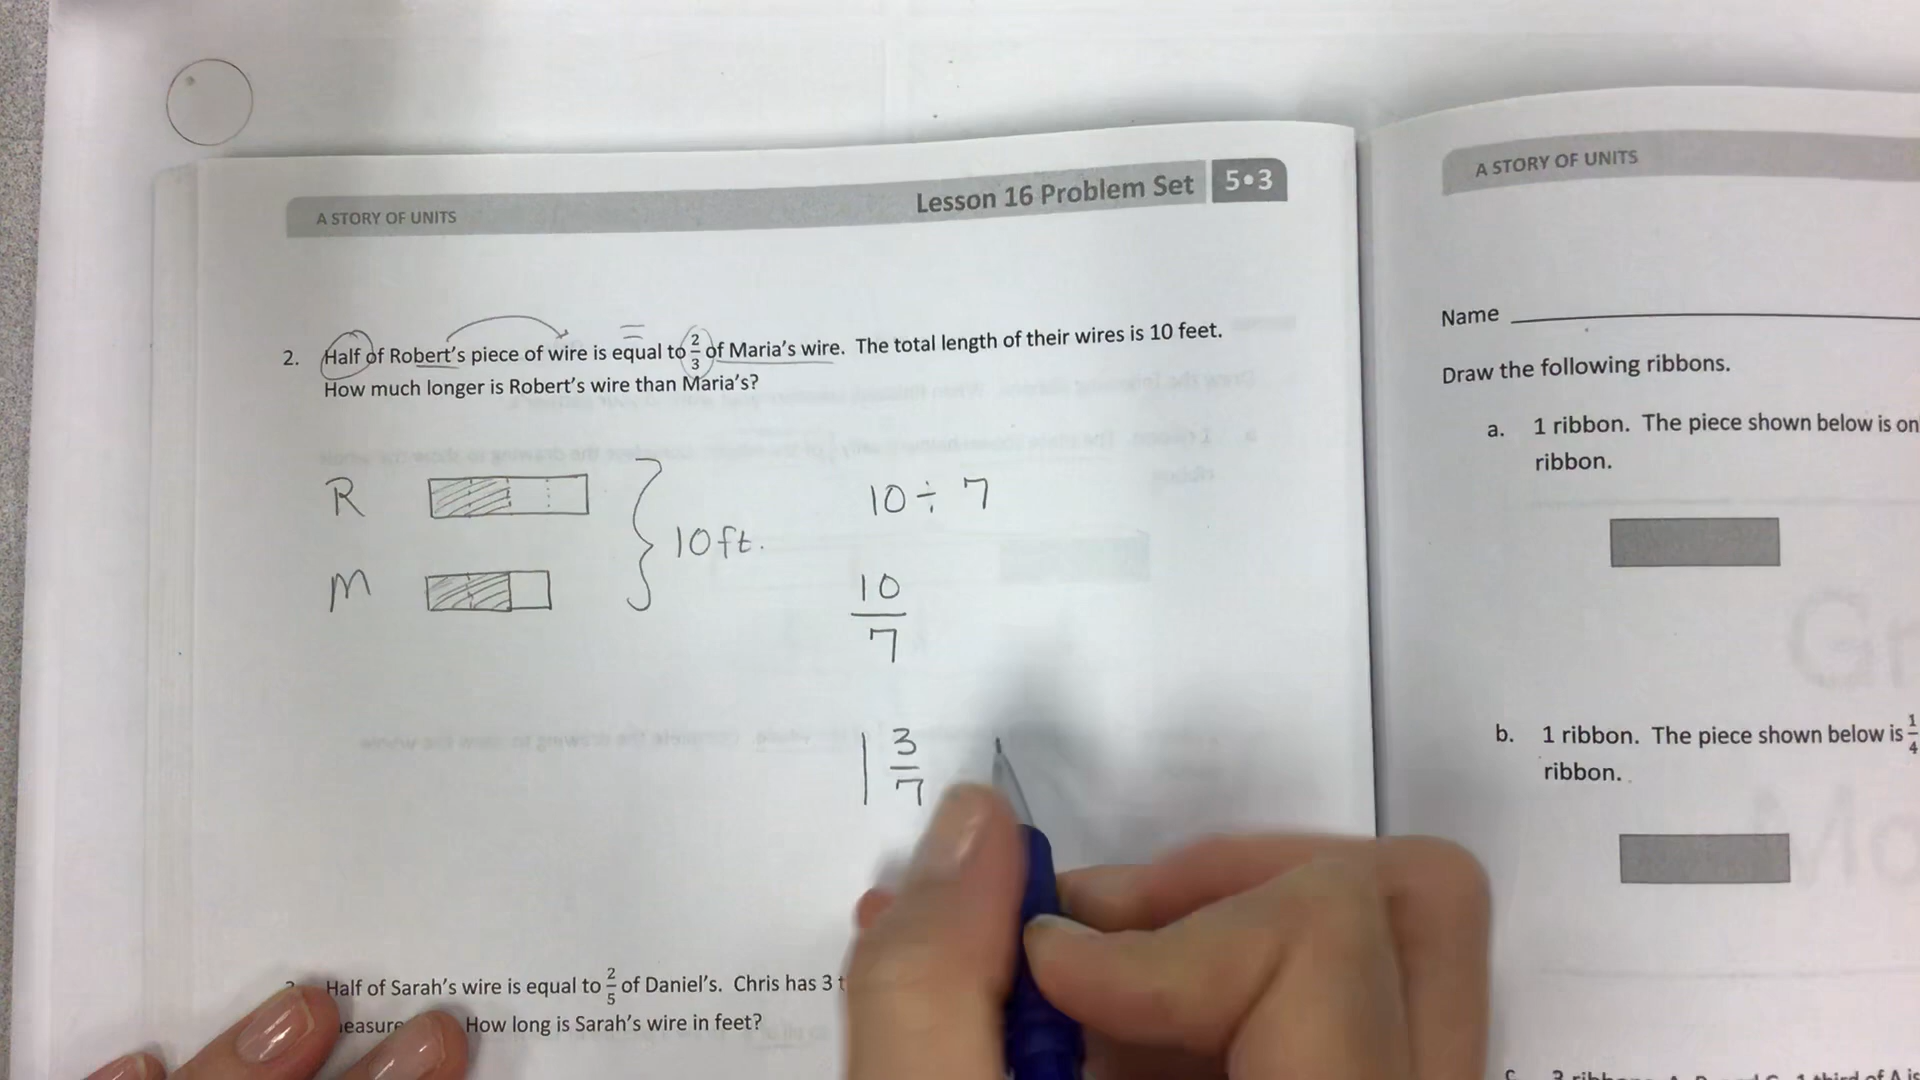 A STORY OF UNITS
Lesson 16 Problem Set 5•3
2. Half of Robert's piece of wire is equal to 2/3 of Maria's wire. The total length of their wires is 10 feet.
How much longer is Robert's wire than Maria's?
R
M
10ft.
10 ÷ 7
10/7
1 3/7
Half of Sarah's wire is equal to 2/5 of Daniel's. Chris has 3
How long is Sarah's wire in feet?
A STORY OF UNITS
Name
Draw the following ribbons.
a. 1 ribbon. The piece shown below is
ribbon.
b. 1 ribbon. The piece shown below is 1/4
ribbon.